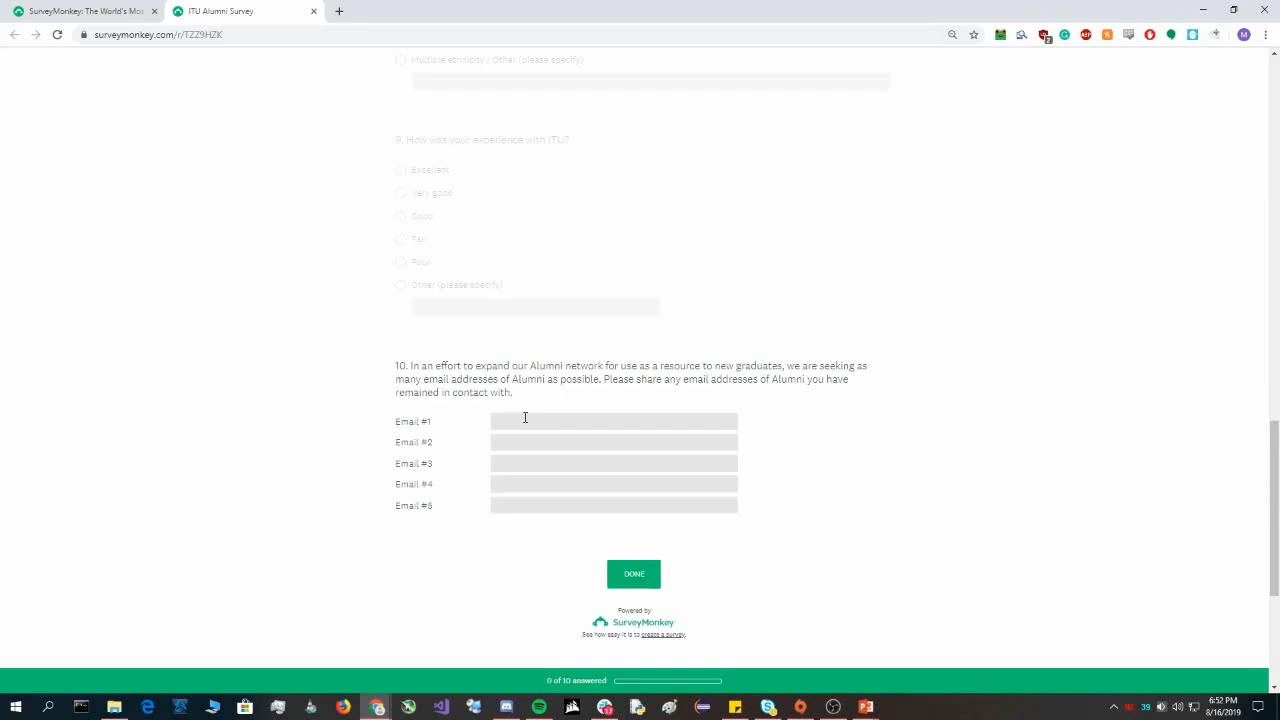 SurveyMonkey: The World's Mos
ITU Alumni Survey
surveymonkey.com/r/TZZ9HZK
M
2
ABP
Multiple ethnicity / Other (please specify)
9. How was your experience with ITU?
Excellent
Very good
Good
Fair
Poor
Other (please specify)
10. In an effort to expand our Alumni network for use as a resource to new graduates, we are seeking as
many email addresses of Alumni as possible. Please share any email addresses of Alumni you have
remained in contact with.
Email #1
Email #2
Email #3
Email #4
Email #5
DONE
Powered by
SurveyMonkey
See how easy it is to create a survey.
0 of 10 answered
17
39
6:52 PM
8/16/2019